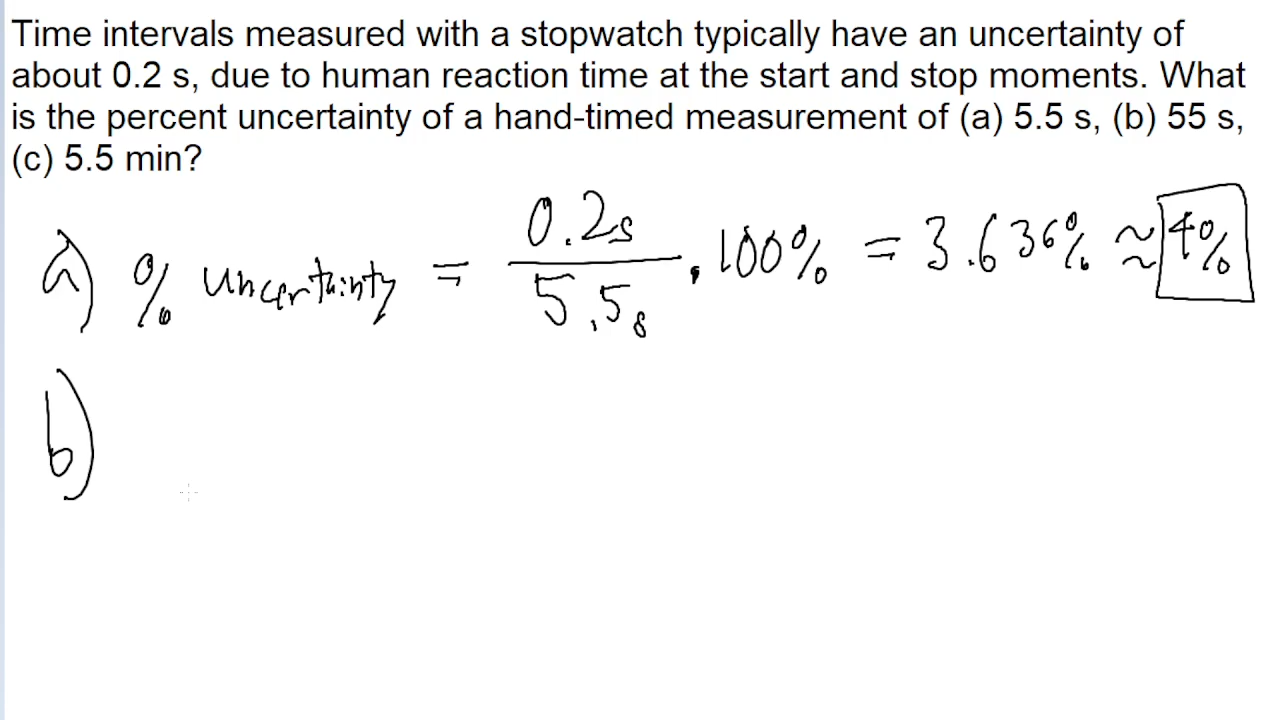 Time intervals measured with a stopwatch typically have an uncertainty of
about 0.2 s, due to human reaction time at the start and stop moments. What
is the percent uncertainty of a hand-timed measurement of (a) 5.5 s, (b) 55 s,
(c) 5.5 min?
a) % uncertainty = 0.2s / 5.5s · 100% = 3.636% ≈ 4%
b)